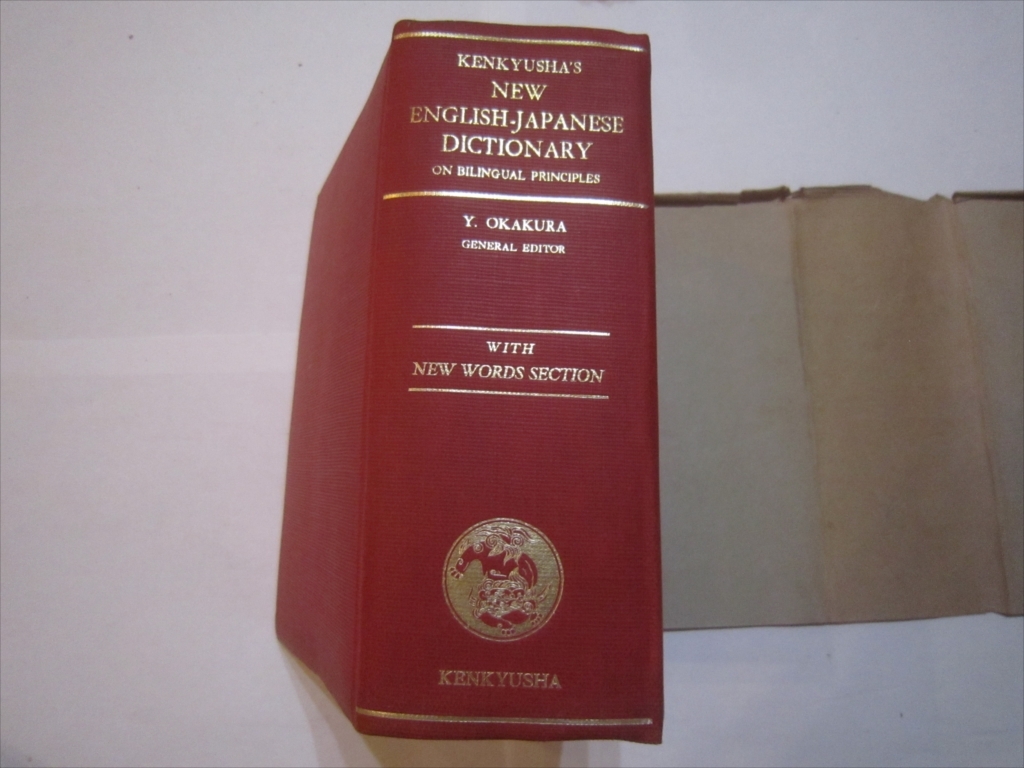 KENKYUSHA'S
NEW
ENGLISH-JAPANESE
DICTIONARY
ON BILINGUAL PRINCIPLES
Y. OKAKURA
GENERAL EDITOR
WITH
NEW WORDS SECTION
KENKYUSHA